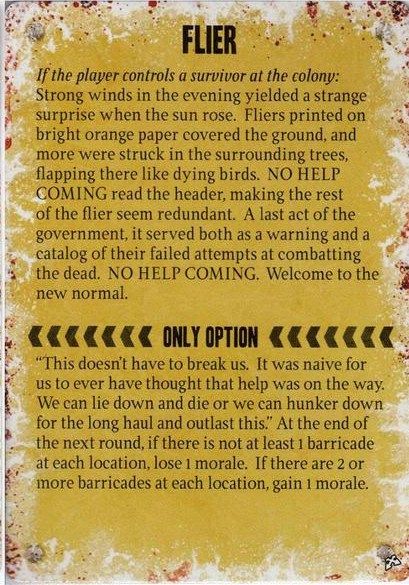 FLIER
If the player controls a survivor at the colony:
Strong winds in the evening yielded a strange
surprise when the sun rose. Fliers printed on
bright orange paper covered the ground, and
more were struck in the surrounding trees,
flapping there like dying birds. NO HELP
COMING read the header, making the rest
of the flier seem redundant. A last act of the
government, it served both as a warning and a
catalog of their failed attempts at combatting
the dead. NO HELP COMING. Welcome to the
new normal.
ONLY OPTION
“This doesn’t have to break us. It was naive for
us to ever have thought that help was on the way.
We can lie down and die or we can hunker down
for the long haul and outlast this.” At the end of
the next round, if there is not at least 1 barricade
at each location, lose 1 morale. If there are 2 or
more barricades at each location, gain 1 morale.